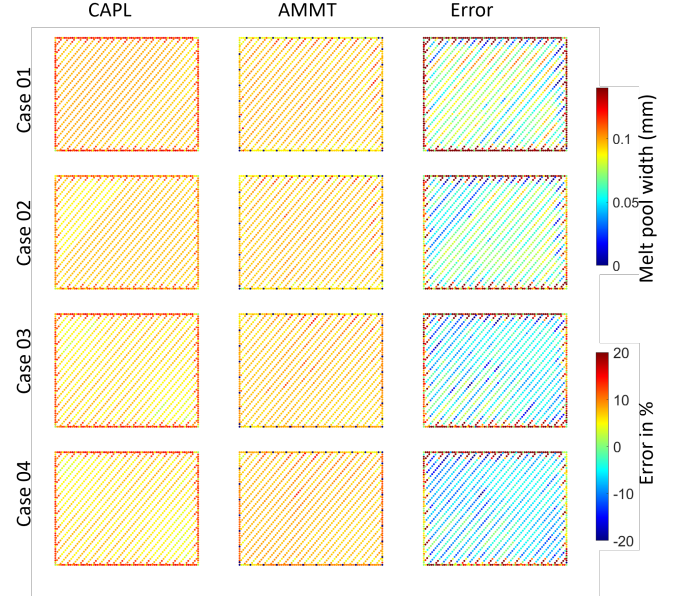 CAPL AMMT Error
Case 01
Case 02
Case 03
Case 04
0.1
0.05
0
Melt pool width (mm)
20
10
0
-10
-20
Error in %